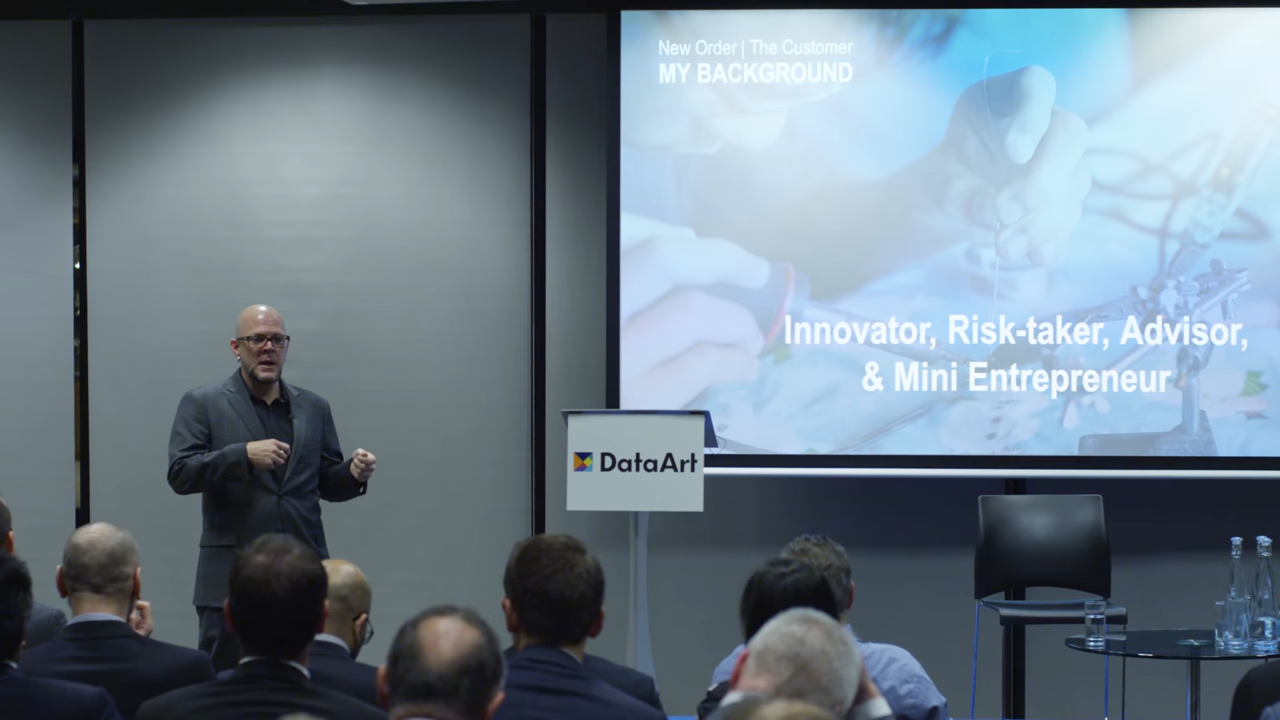 New Order | The Customer
MY BACKGROUND
Innovator, Risk-taker, Advisor,
& Mini Entrepreneur
DataArt